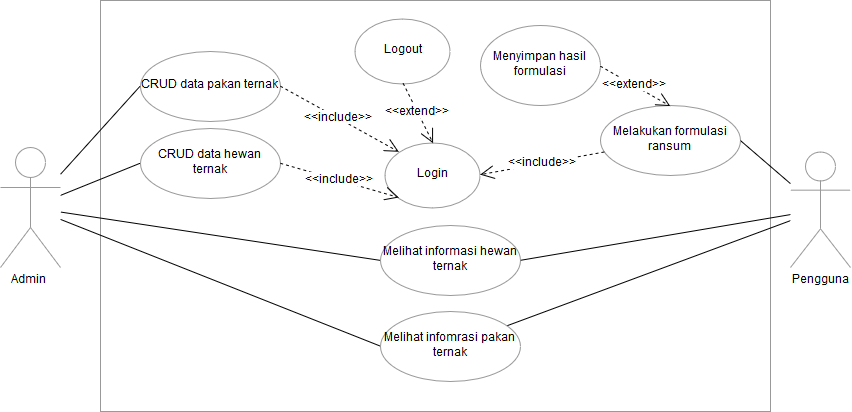 Logout
Menyimpan hasil
formulasi
CRUD data pakan ternak
<<extend>>
<<include>>
<<extend>>
Melakukan formulasi
ransum
CRUD data hewan
ternak
<<include>>
Login
<<include>>
Admin
Pengguna
Melihat informasi hewan
ternak
Melihat infomrasi pakan
ternak